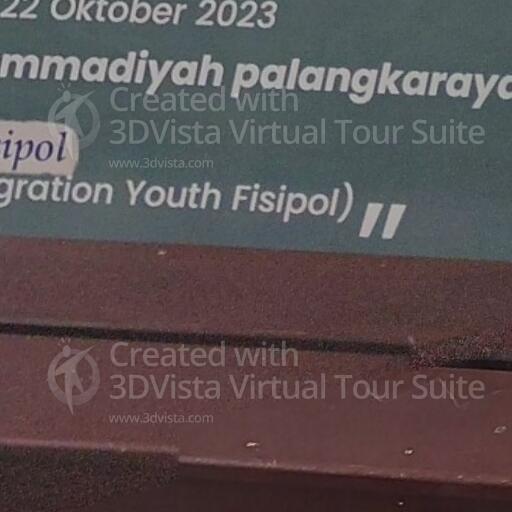 22 Oktober 2023
mmadiyah palangkaraya
Created with
3DVista Virtual Tour Suite
www.3dvista.com
ipol
gration Youth Fisipol)
"
Created with
3DVista Virtual Tour Suite
www.3dvista.com